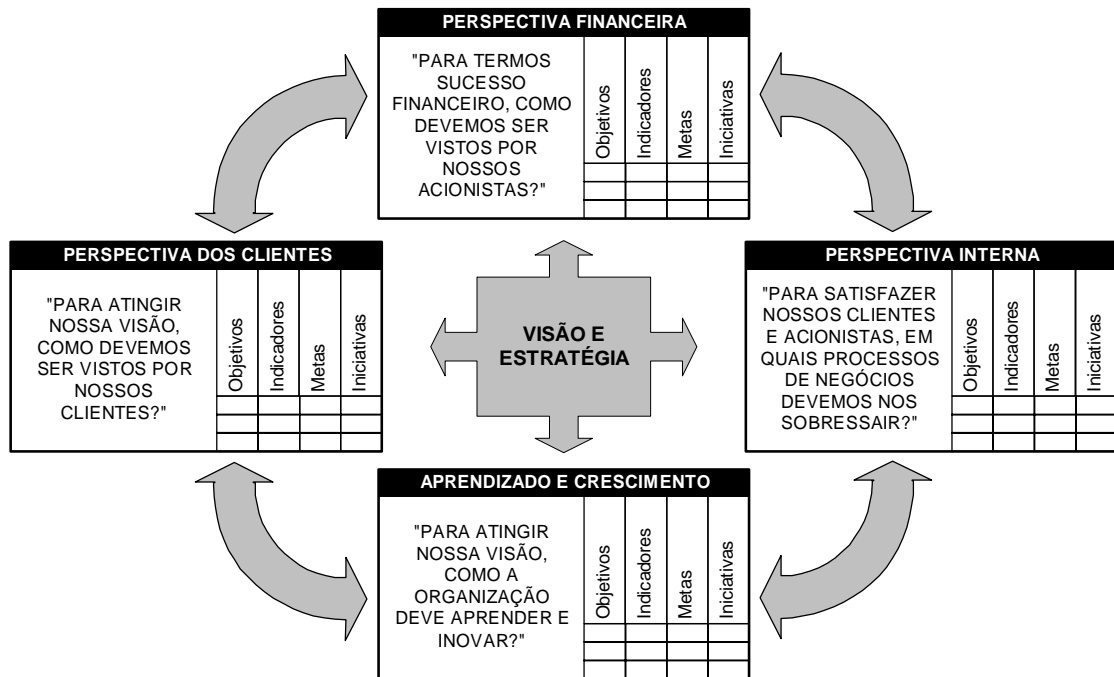 PERSPECTIVA FINANCEIRA
"PARA TERMOS
SUCESSO
FINANCEIRO, COMO
DEVEMOS SER
VISTOS POR
NOSSOS
ACIONISTAS?"
Objetivos
Indicadores
Metas
Iniciativas
PERSPECTIVA DOS CLIENTES
"PARA ATINGIR
NOSSA VISÃO,
COMO DEVEMOS
SER VISTOS POR
NOSSOS
CLIENTES?"
Objetivos
Indicadores
Metas
Iniciativas
VISÃO E
ESTRATÉGIA
PERSPECTIVA INTERNA
"PARA SATISFAZER
NOSSOS CLIENTES
E ACIONISTAS, EM
QUAIS PROCESSOS
DE NEGÓCIOS
DEVEMOS NOS
SOBRESSAIR?"
Objetivos
Indicadores
Metas
Iniciativas
APRENDIZADO E CRESCIMENTO
"PARA ATINGIR
NOSSA VISÃO,
COMO A
ORGANIZAÇÃO
DEVE APRENDER E
INOVAR?"
Objetivos
Indicadores
Metas
Iniciativas